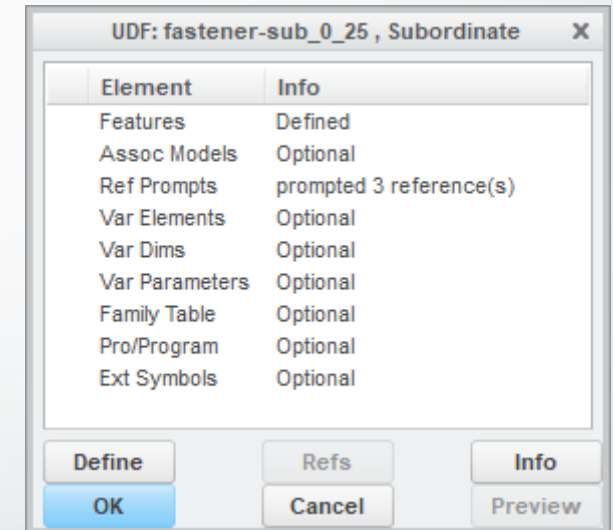 UDF: fastener-sub_0_25 , Subordinate X
Element Info
Features Defined
Assoc Models Optional
Ref Prompts prompted 3 reference(s)
Var Elements Optional
Var Dims Optional
Var Parameters Optional
Family Table Optional
Pro/Program Optional
Ext Symbols Optional
Define Refs Info
OK Cancel Preview